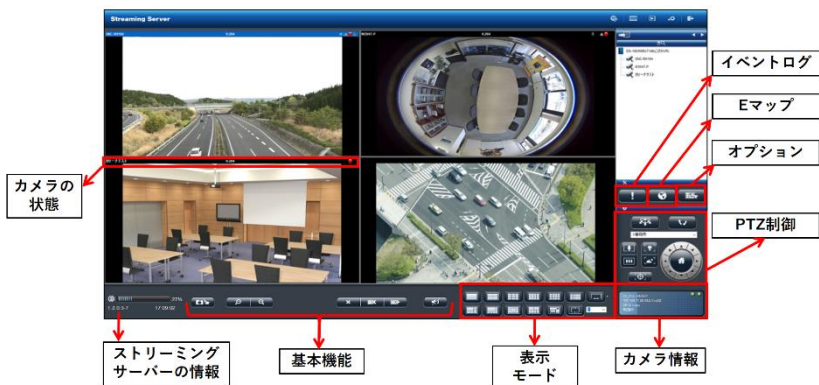 Streaming Server
イベントログ
Eマップ
オプション
カメラの
状態
PTZ制御
20%
ストリーミング
サーバーの情報
基本機能
表示
モード
カメラ情報